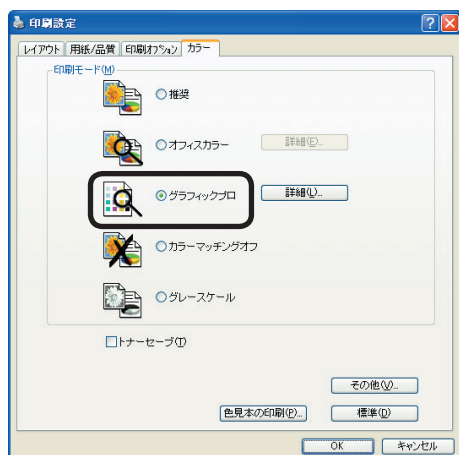 印刷設定
レイアウト 用紙/品質 印刷オプション カラー
印刷モード(M)
推奨
オフィスカラー 詳細(E)...
グラフィックプロ 詳細(L)...
カラーマッチングオフ
グレースケール
トナーセーブ(T)
その他(V)...
色見本の印刷(P)... 標準(D)
OK キャンセル